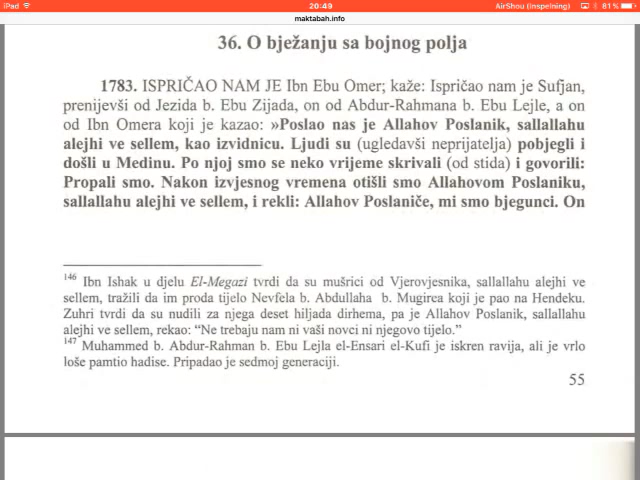 iPad
20:49
AirShou (Inspelning)
81 %
maktabah.info
36. O bježanju sa bojnog polja
1783. ISPRIČAO NAM JE Ibn Ebu Omer; kaže: Ispričao nam je Sufjan,
prenijevši od Jezida b. Ebu Zijada, on od Abdur-Rahmana b. Ebu Lejle, a on
od Ibn Omera koji je kazao: »Poslao nas je Allahov Poslanik, sallallahu
alejhi ve sellem, kao izvidnicu. Ljudi su (ugledavši neprijatelja) pobjegli i
došli u Medinu. Po njoj smo se neko vrijeme skrivali (od stida) i govorili:
Propali smo. Nakon izvjesnog vremena otišli smo Allahovom Poslaniku,
sallallahu alejhi ve sellem, i rekli: Allahov Poslaniče, mi smo bjegunci. On
146 Ibn Ishak u djelu El-Megazi tvrdi da su mušrici od Vjerovjesnika, sallallahu alejhi ve
sellem, tražili da im proda tijelo Nevfela b. Abdullaha b. Mugirea koji je pao na Hendeku.
Zuhri tvrdi da su nudili za njega deset hiljada dirhema, pa je Allahov Poslanik, sallallahu
alejhi ve sellem, rekao: “Ne trebaju nam ni vaši novci ni njegovo tijelo.”
147 Muhammed b. Abdur-Rahman b. Ebu Lejla el-Ensari el-Kufi je iskren ravija, ali je vrlo
loše pamtio hadise. Pripadao je sedmoj generaciji.
55